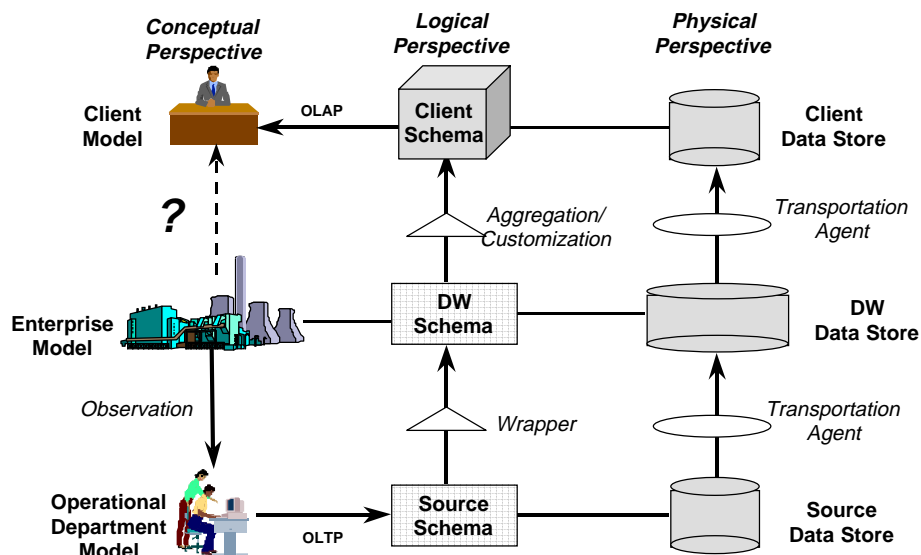 Conceptual
Perspective
Logical
Perspective
Physical
Perspective
Client
Model
OLAP
Client
Schema
Client
Data Store
?
Aggregation/
Customization
Transportation
Agent
Enterprise
Model
DW
Schema
DW
Data Store
Observation
Wrapper
Transportation
Agent
Operational
Department
Model
OLTP
Source
Schema
Source
Data Store